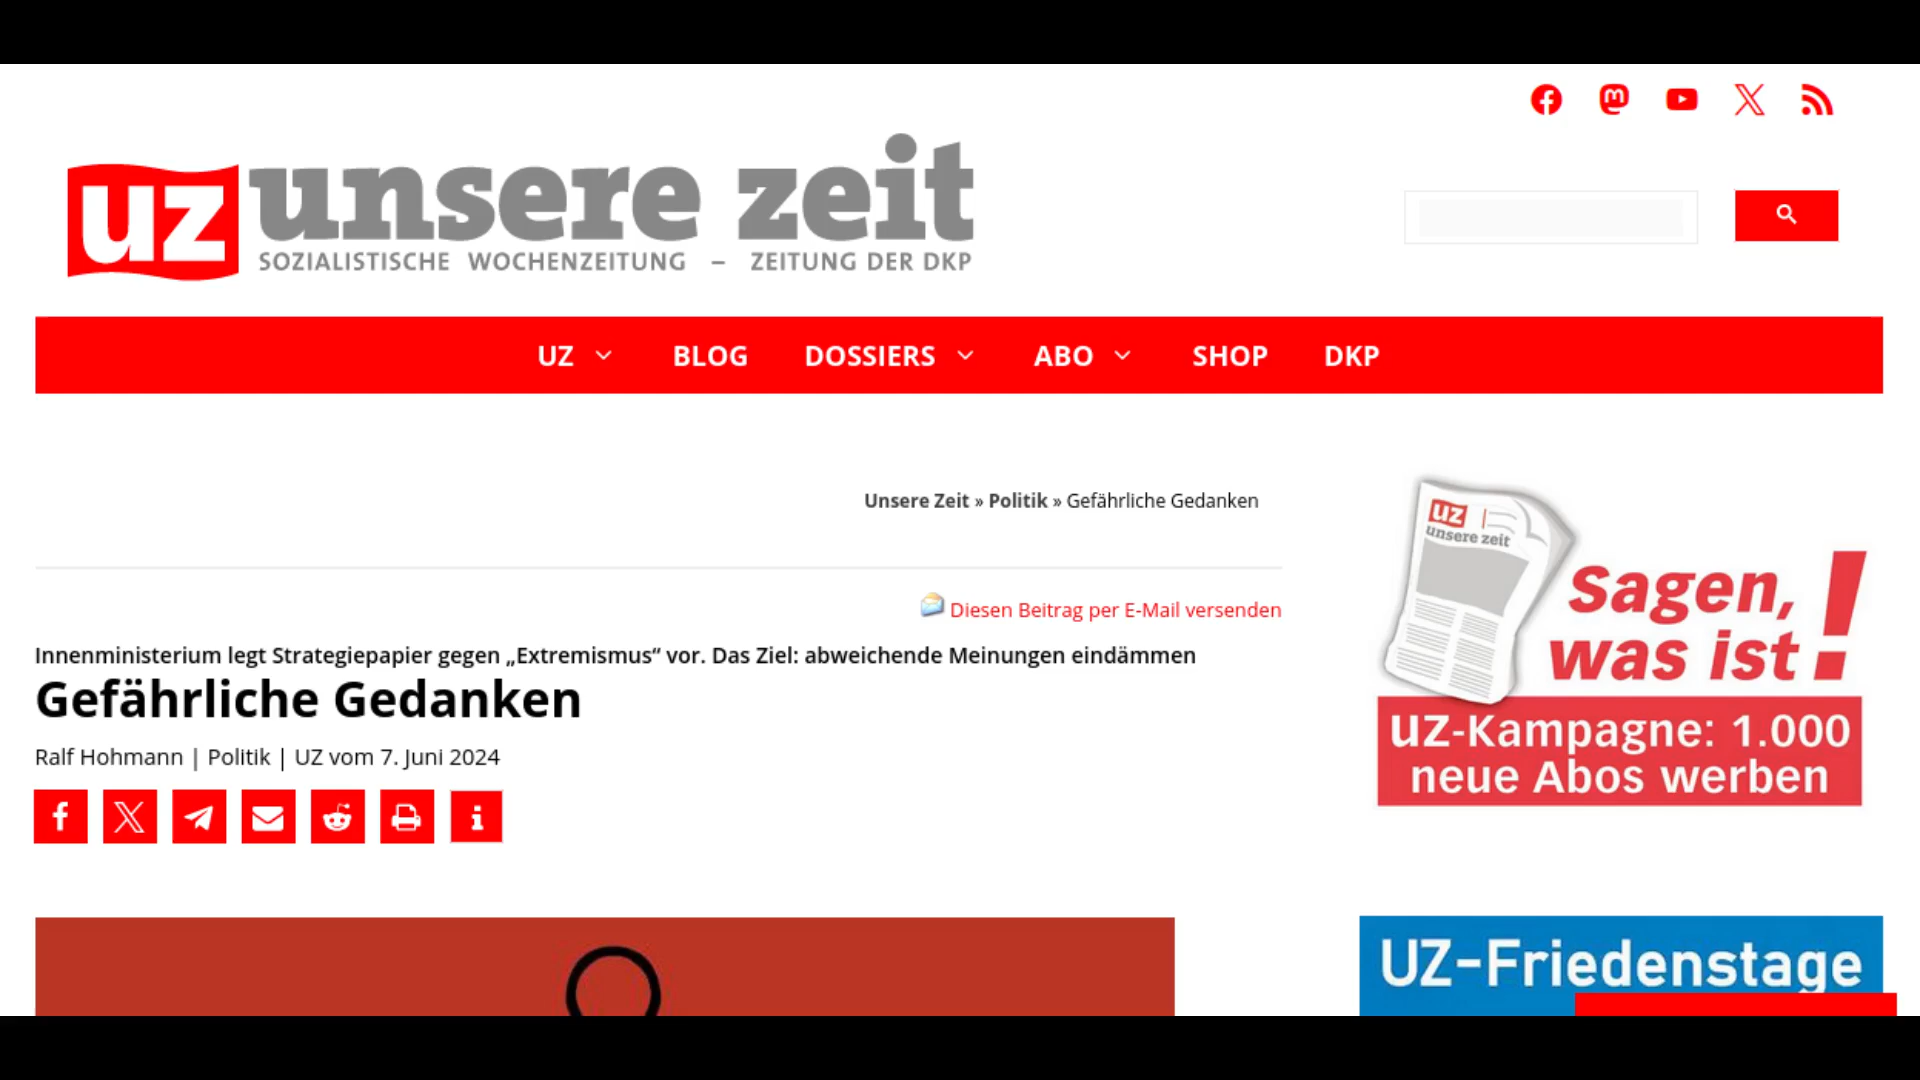 uz unsere zeit
SOZIALISTISCHE WOCHENZEITUNG – ZEITUNG DER DKP
UZ BLOG DOSSIERS ABO SHOP DKP
Unsere Zeit » Politik » Gefährliche Gedanken
Diesen Beitrag per E-Mail versenden
Innenministerium legt Strategiepapier gegen „Extremismus“ vor. Das Ziel: abweichende Meinungen eindämmen
Gefährliche Gedanken
Ralf Hohmann | Politik | UZ vom 7. Juni 2024
uz
unsere zeit
Sagen,
was ist!
UZ-Kampagne: 1.000
neue Abos werben
UZ-Friedenstage